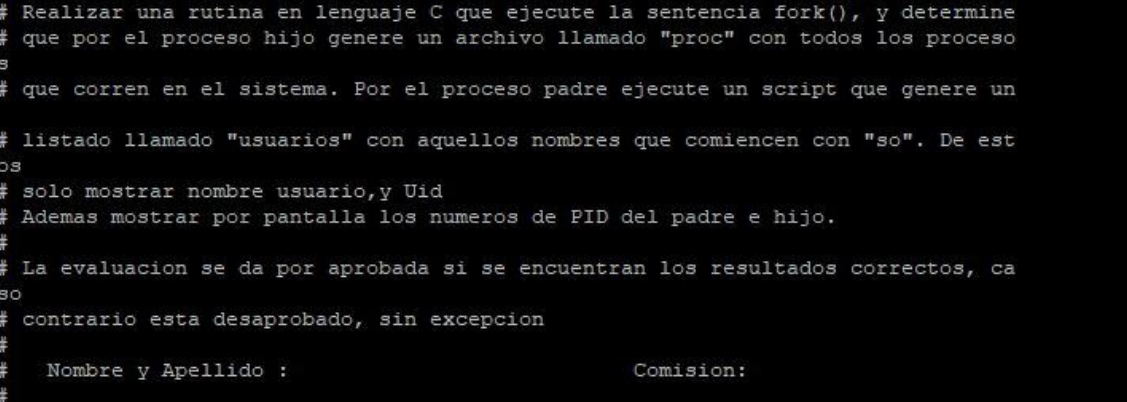 # Realizar una rutina en lenguaje C que ejecute la sentencia fork(), y determine
# que por el proceso hijo genere un archivo llamado "proc" con todos los proceso
s
# que corren en el sistema. Por el proceso padre ejecute un script que genere un
# listado llamado "usuarios" con aquellos nombres que comiencen con "so". De est
os
# solo mostrar nombre usuario,y Uid
# Ademas mostrar por pantalla los numeros de PID del padre e hijo.
#
# La evaluacion se da por aprobada si se encuentran los resultados correctos, ca
so
# contrario esta desaprobado, sin excepcion
#
# Nombre y Apellido : Comision:
#